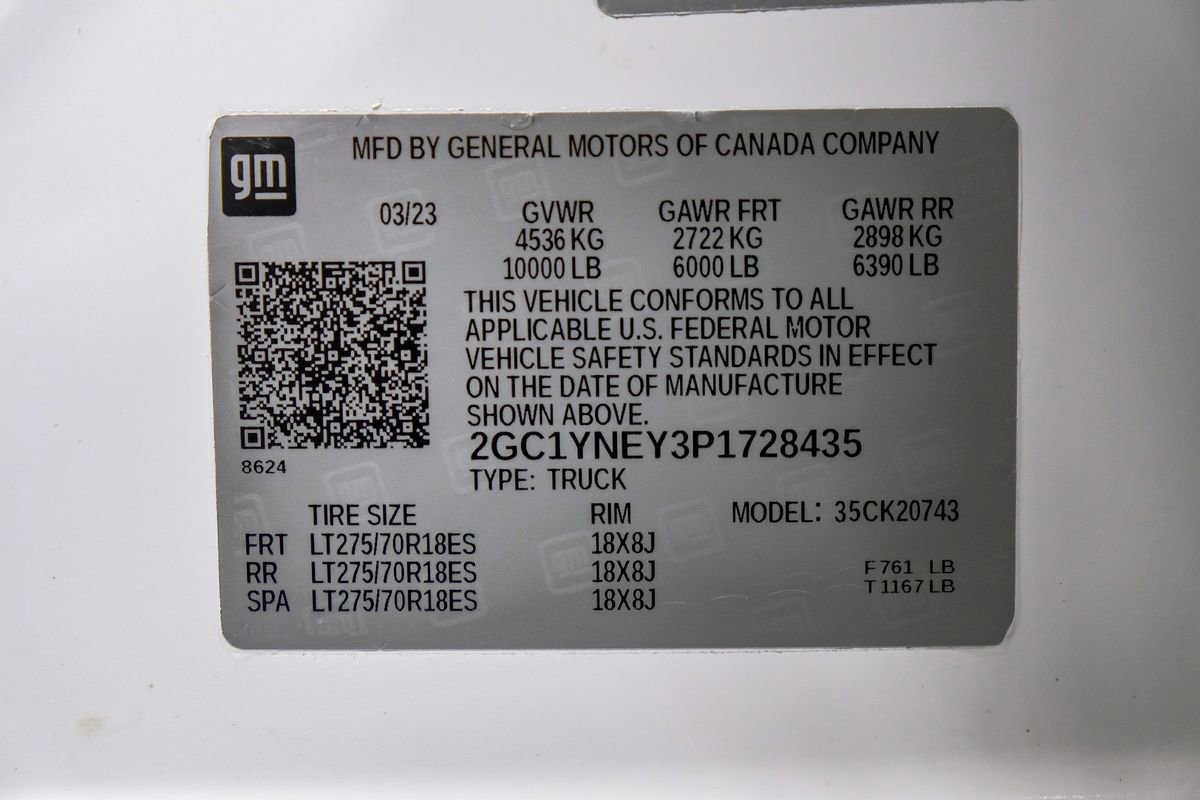 gm
MFD BY GENERAL MOTORS OF CANADA COMPANY
03/23 GVWR GAWR FRT GAWR RR
4536 KG 2722 KG 2898 KG
10000 LB 6000 LB 6390 LB
THIS VEHICLE CONFORMS TO ALL
APPLICABLE U.S. FEDERAL MOTOR
VEHICLE SAFETY STANDARDS IN EFFECT
ON THE DATE OF MANUFACTURE
SHOWN ABOVE.
2GC1YNEY3P1728435
8624
TYPE: TRUCK
TIRE SIZE RIM MODEL: 35CK20743
FRT LT275/70R18ES 18X8J
RR LT275/70R18ES 18X8J
SPA LT275/70R18ES 18X8J
F 761 LB
T 1167 LB